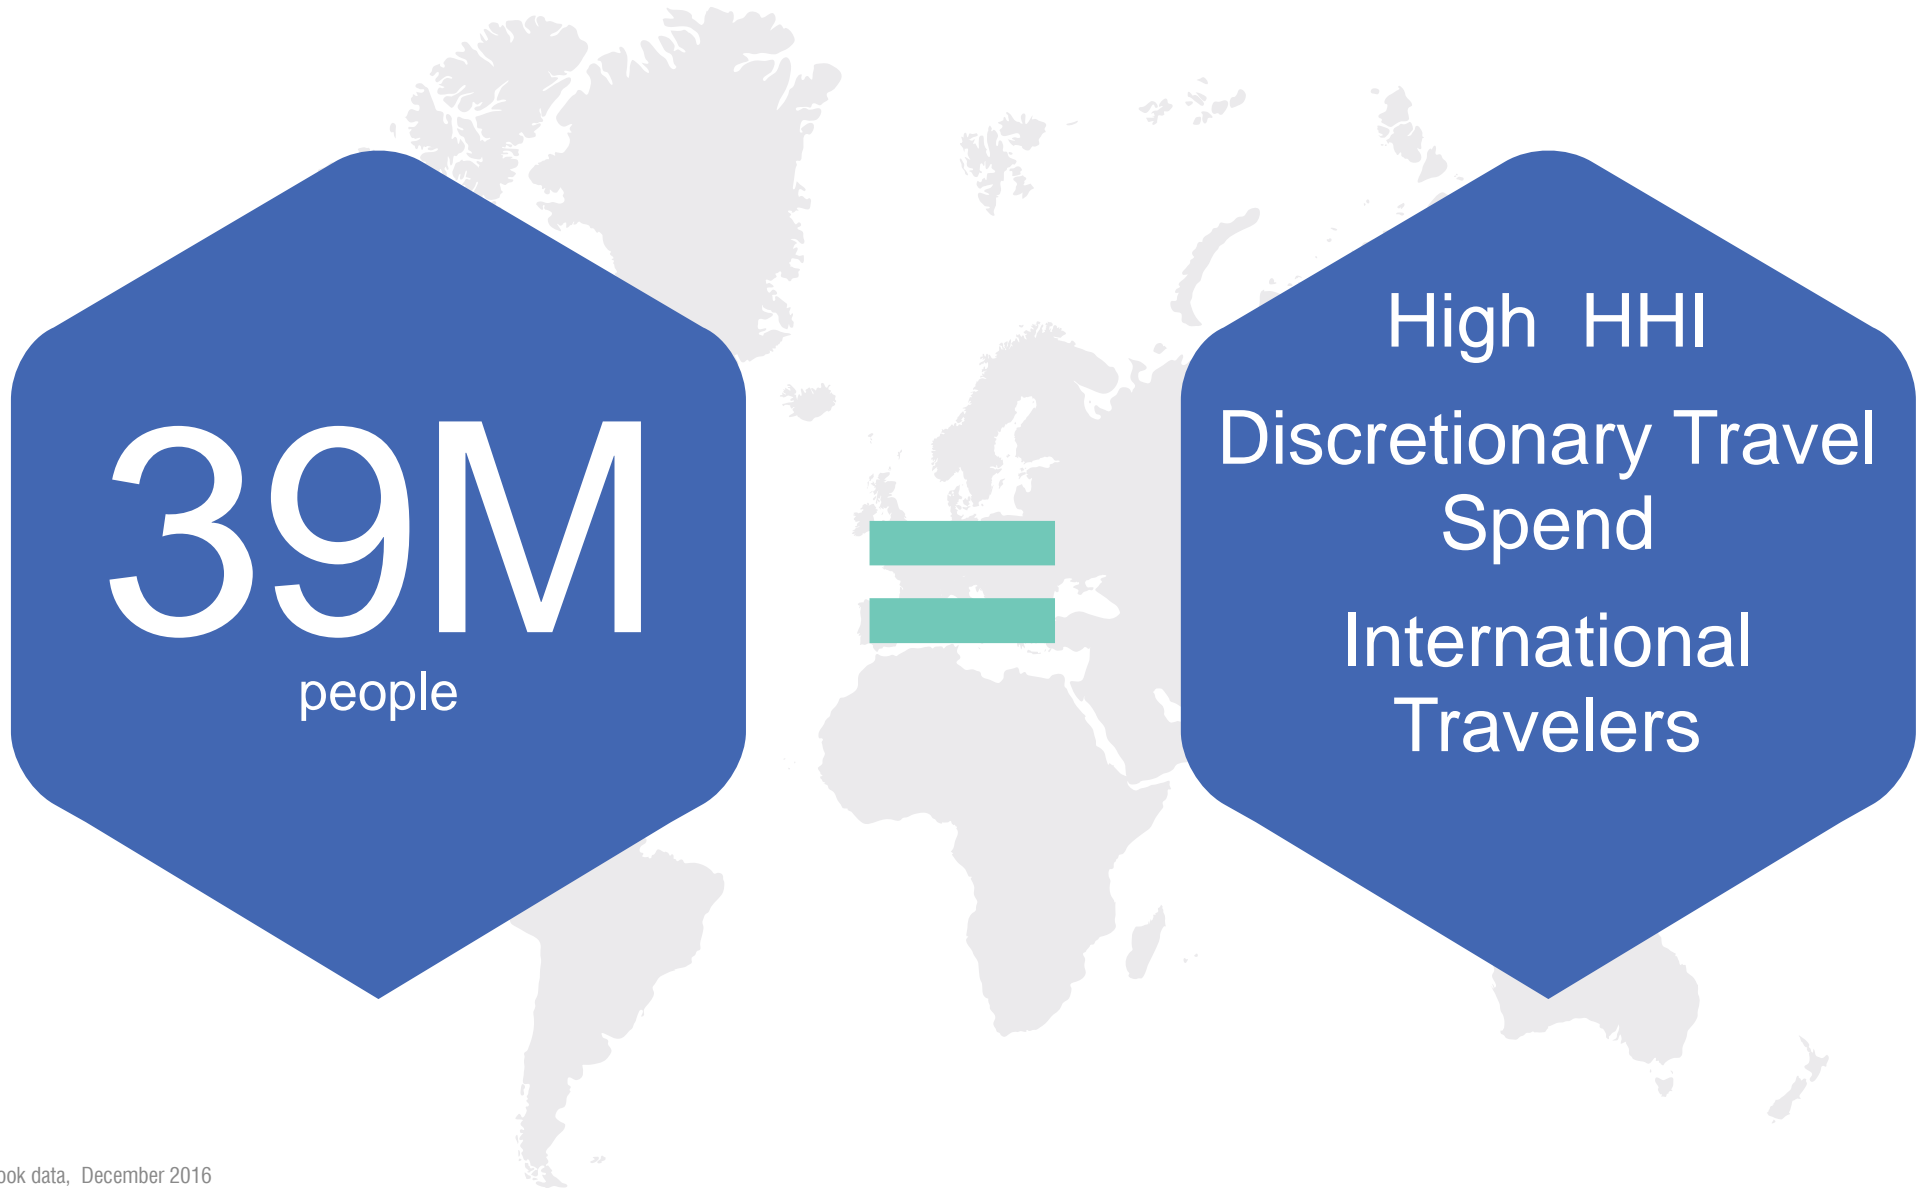 39M
people
High HHI
Discretionary Travel
Spend
International
Travelers
ook data, December 2016